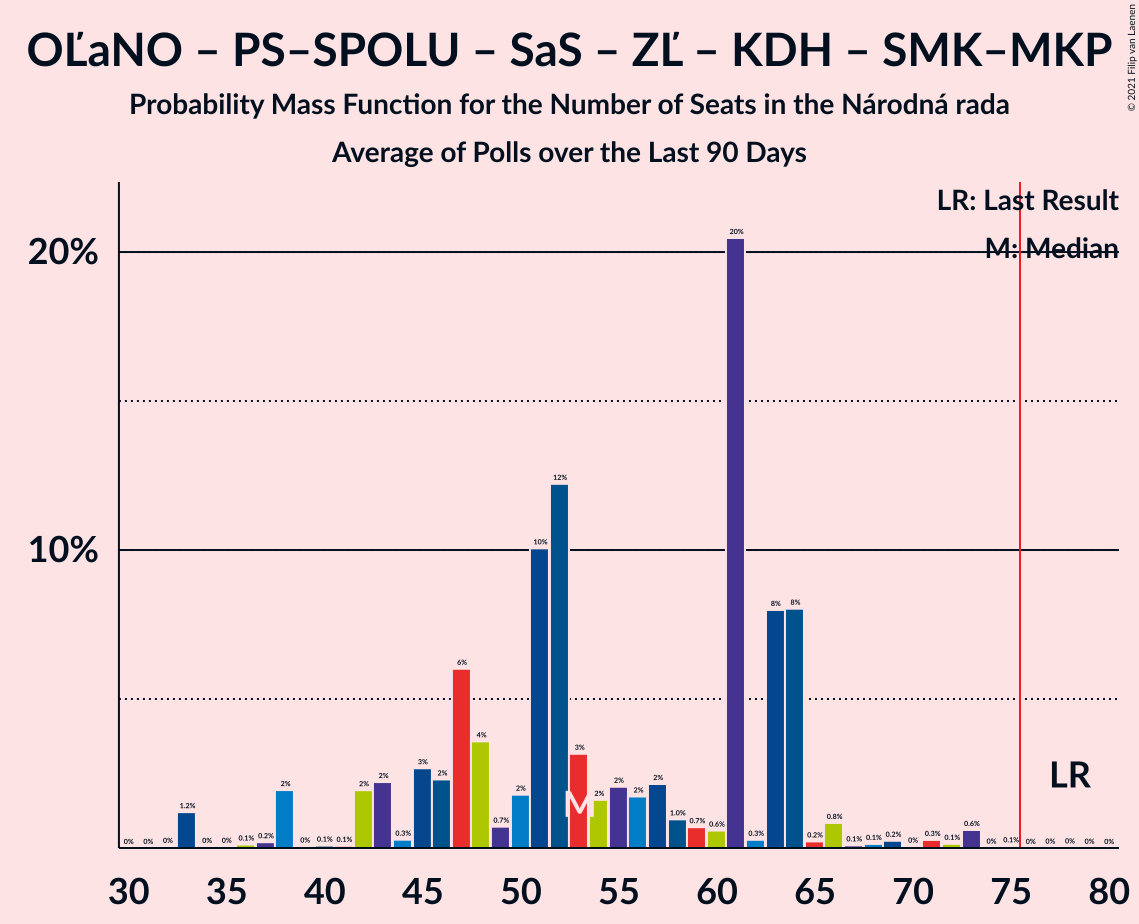 OĽaNO – PS–SPOLU – SaS – ZĽ – KDH – SMK–MKP
Probability Mass Function for the Number of Seats in the Národná rada
Average of Polls over the Last 90 Days
© 2021 Filip van Laenen
LR: Last Result
M: Median
20%
10%
0% 0% 0% 1.2% 0% 0% 0.1% 0.2% 2% 0% 0.1% 0.1% 2% 2% 0.3% 3% 2% 6% 4% 0.7% 2% 10% 12% 3% 2% 2% 2% 2% 1.0% 0.7% 0.6% 20% 0.3% 8% 8% 0.2% 0.8% 0.1% 0.1% 0.2% 0% 0.3% 0.1% 0.6% 0% 0.1% 0% 0% 0% 0% 0%
M
LR
30 35 40 45 50 55 60 65 70 75 80